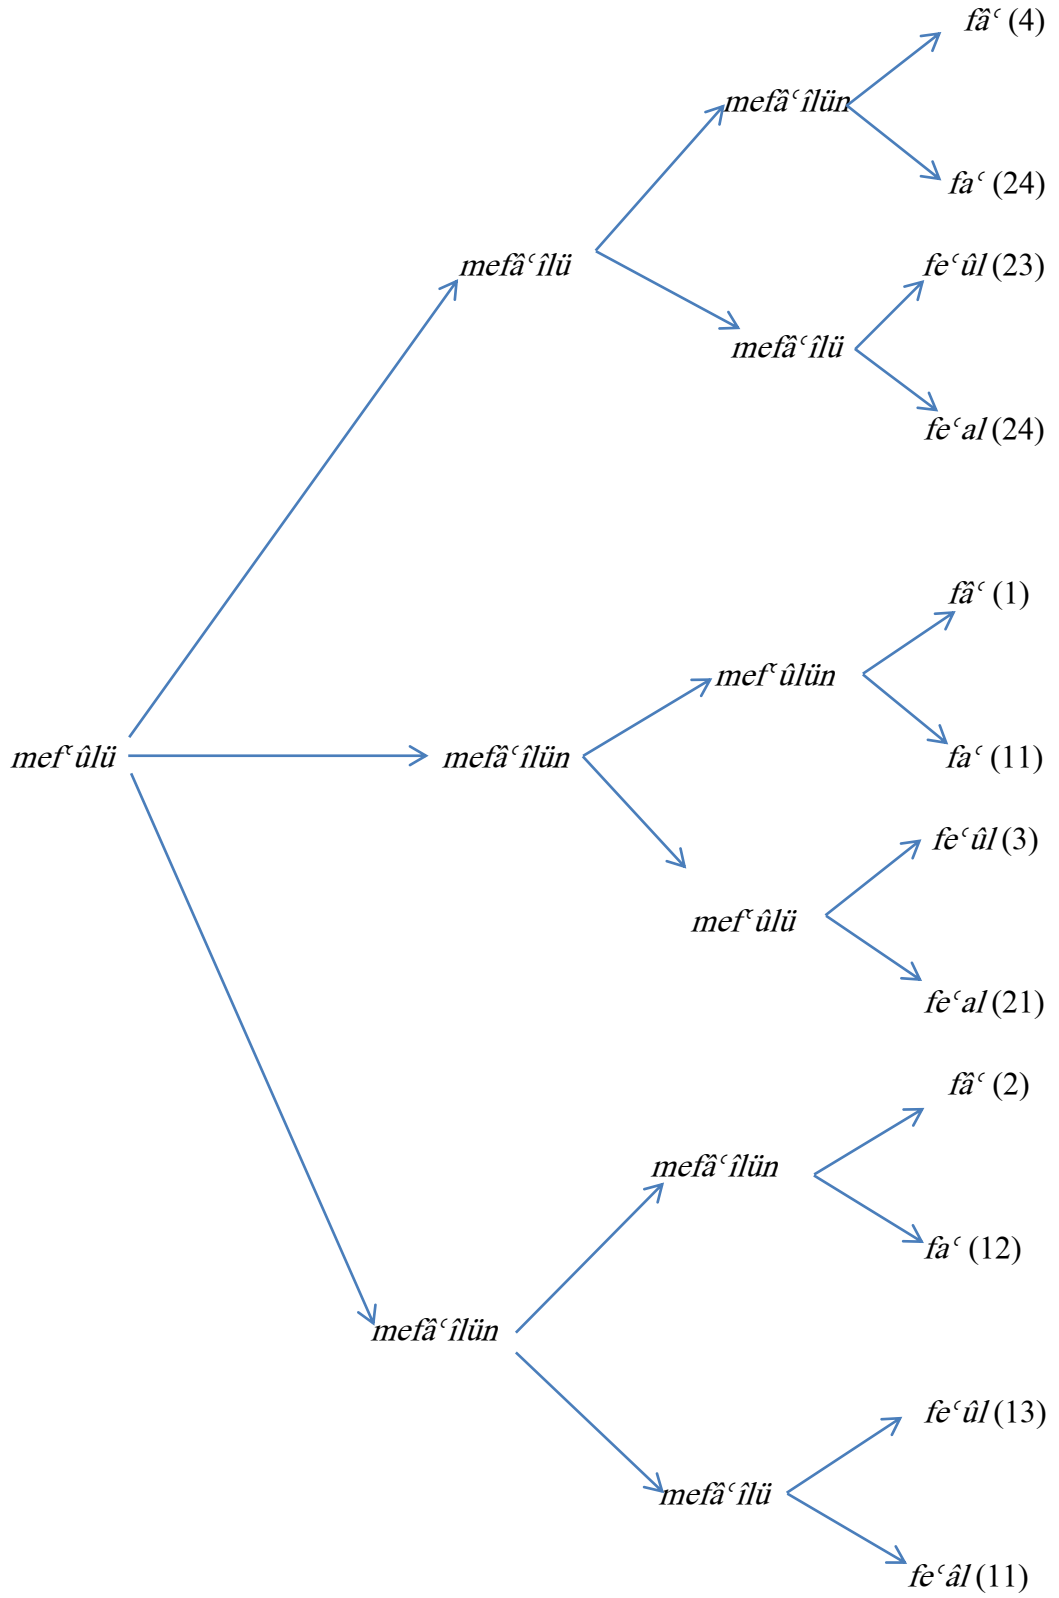 fâʿ (4)
mefâʿîlün
faʿ (24)
mefâʿîlü
feʿûl (23)
mefâʿîlü
feʿal (24)
fâʿ (1)
mefʿûlün
mefʿûlü
mefâʿîlün
faʿ (11)
feʿûl (3)
mefʿûlü
feʿal (21)
fâʿ (2)
mefâʿîlün
faʿ (12)
mefâʿîlün
feʿûl (13)
mefâʿîlü
feʿâl (11)